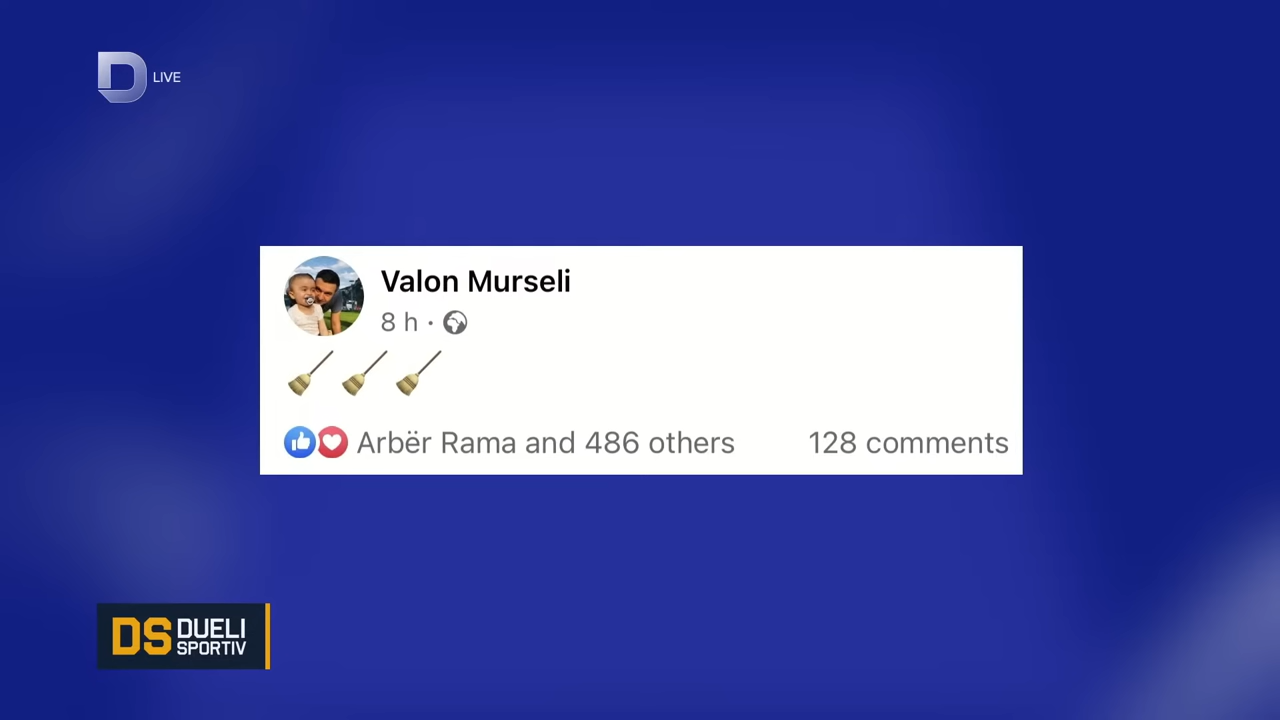 D LIVE
Valon Murseli
8 h ·
🧹 🧹 🧹
Arbër Rama and 486 others 128 comments
DS DUELI
SPORTIV